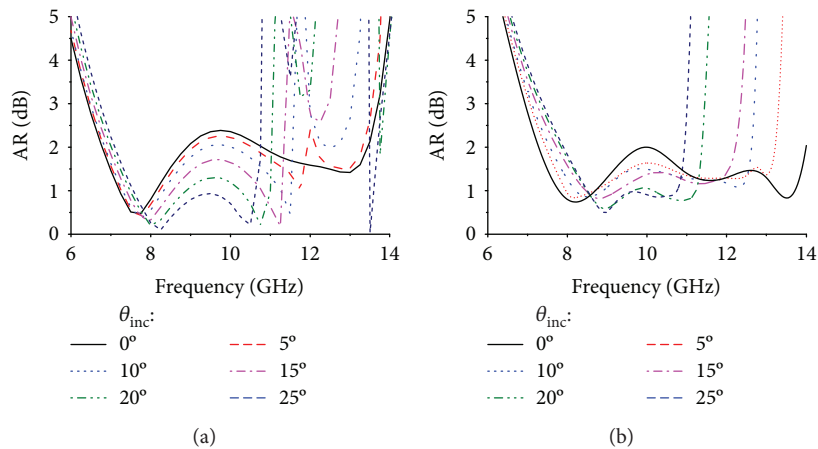 5
4
3
2
1
0
AR (dB)
6 8 10 12 14
Frequency (GHz)
θinc:
0º 5º
10º 15º
20º 25º
(a)
5
4
3
2
1
0
AR (dB)
6 8 10 12 14
Frequency (GHz)
θinc:
0º 5º
10º 15º
20º 25º
(b)